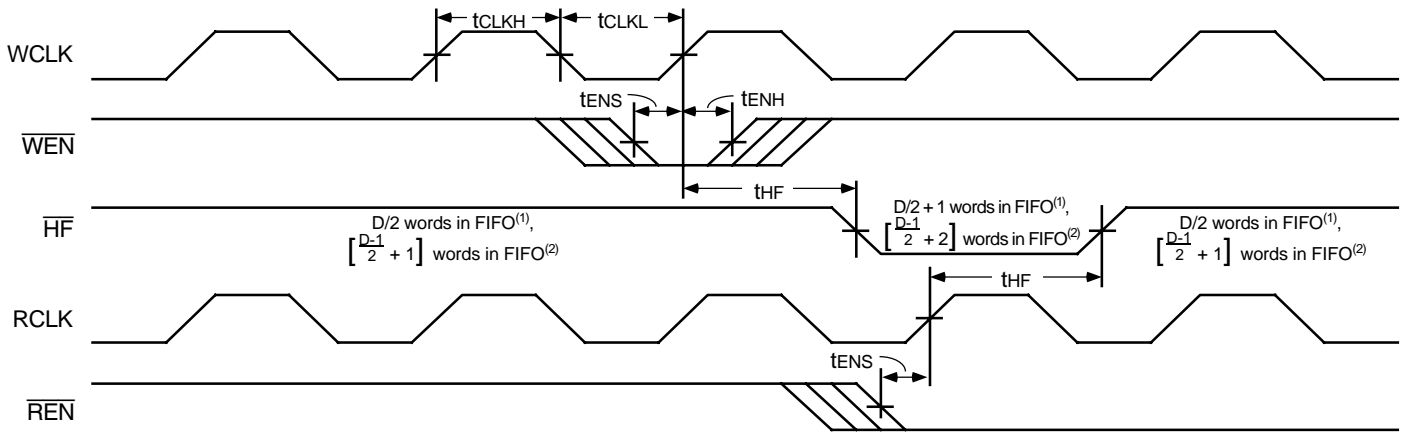 tCLKH tCLKL
WCLK
tENS tENH
WEN
tHF
HF
D/2 words in FIFO(1),
[D-1/2 + 1] words in FIFO(2)
D/2 + 1 words in FIFO(1),
[D-1/2 + 2] words in FIFO(2)
D/2 words in FIFO(1),
[D-1/2 + 1] words in FIFO(2)
tHF
RCLK
tENS
REN